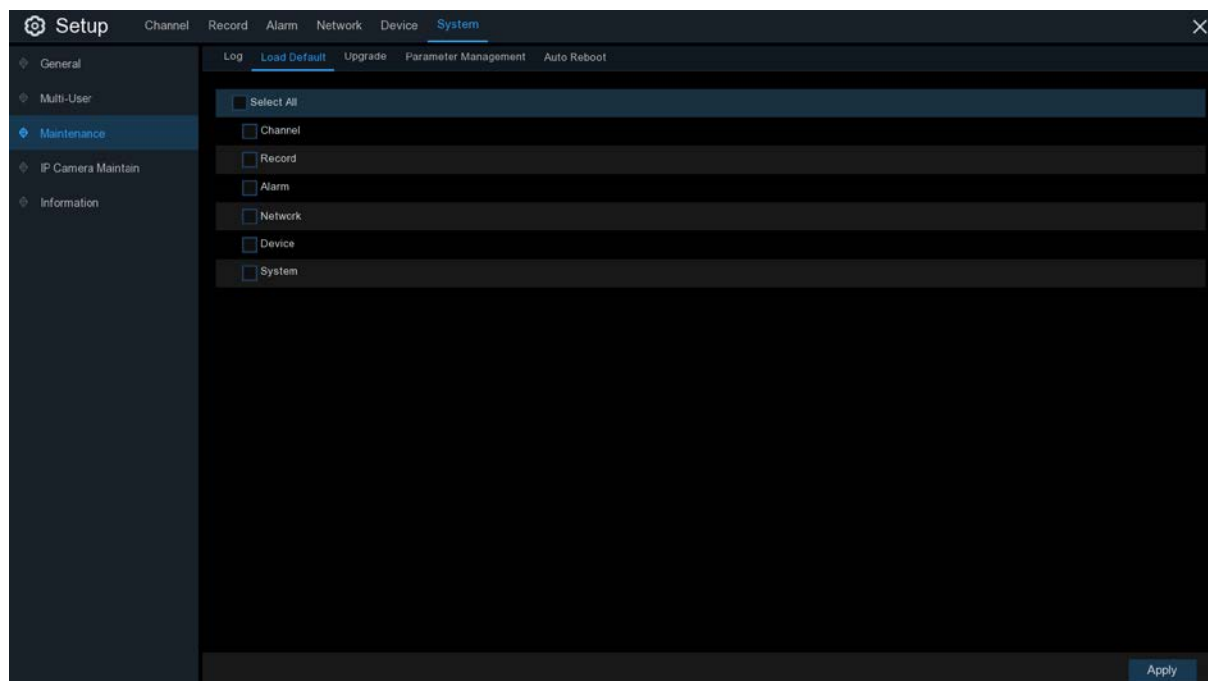 Setup Channel Record Alarm Network Device System
General
Multi-User
Maintenance
IP Camera Maintain
Information
Log Load Default Upgrade Parameter Management Auto Reboot
Select All
Channel
Record
Alarm
Network
Device
System
Apply